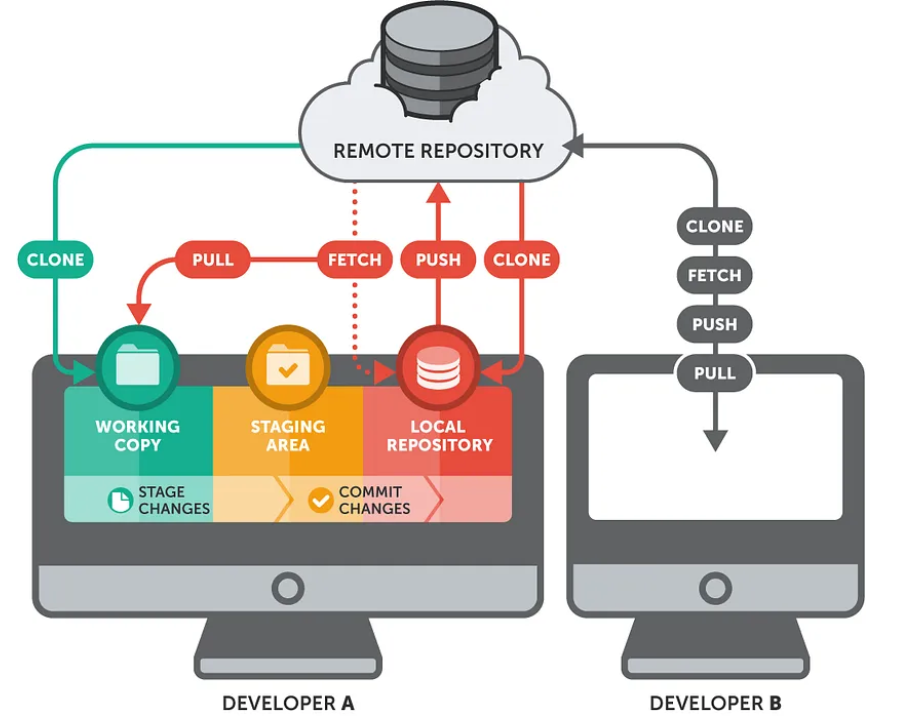 REMOTE REPOSITORY
CLONE
PULL
FETCH
PUSH
CLONE
CLONE
FETCH
PUSH
PULL
WORKING
COPY
STAGING
AREA
LOCAL
REPOSITORY
STAGE
CHANGES
COMMIT
CHANGES
DEVELOPER A
DEVELOPER B